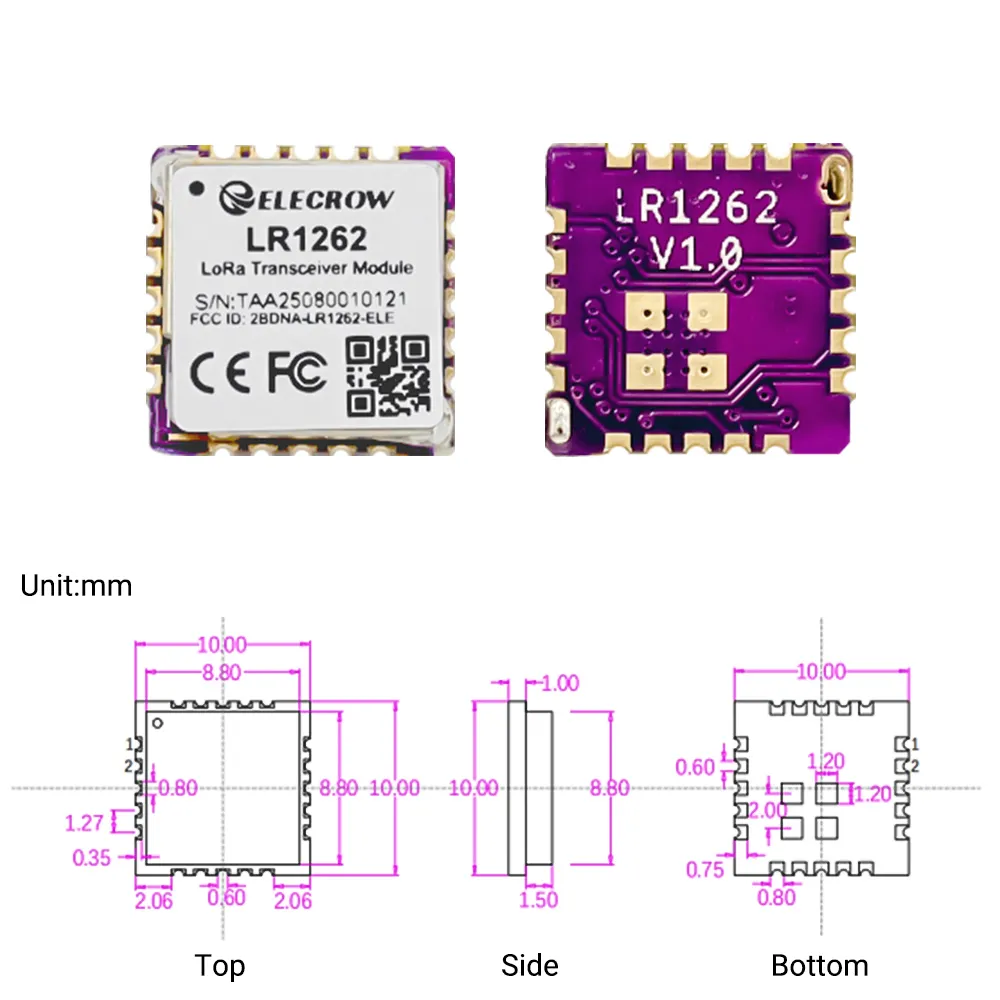 ELECROW
LR1262
LoRa Transceiver Module
S/N:TAA25080010121
FCC ID: 2BDNA-LR1262-ELE
CE FC
LR1262
V1.0
Unit:mm
10.00
8.80
1
2
0.80
8.80
10.00
1.27
0.35
2.06
0.60
2.06
Top
1.00
10.00
8.80
1.50
Side
10.00
1
2
0.60
1.20
1.20
2.00
0.75
0.80
Bottom